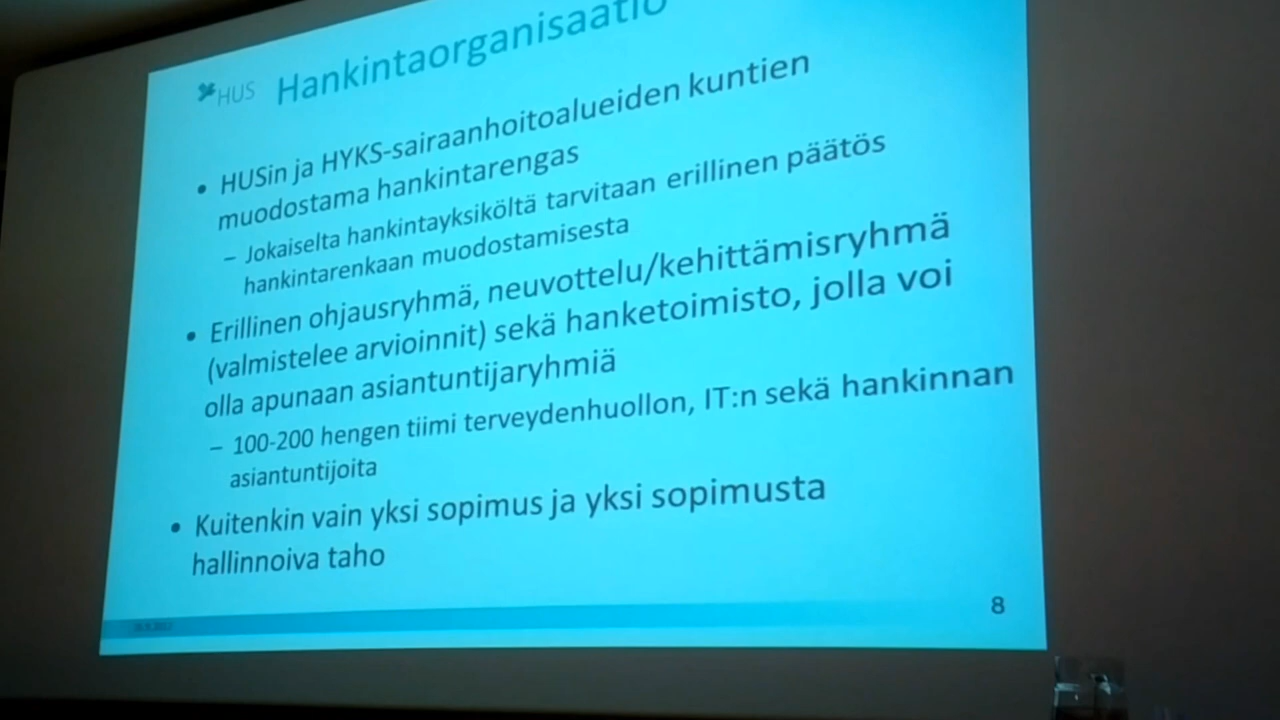 HUS Hankintaorganisaatio
• HUSin ja HYKS-sairaanhoitoalueiden kuntien
muodostama hankintarengas
– Jokaiselta hankintayksiköltä tarvitaan erillinen päätös
hankintarenkaan muodostamisesta
• Erillinen ohjausryhmä, neuvottelu/kehittämisryhmä
(valmistelee arvioinnit) sekä hanketoimisto, jolla voi
olla apunaan asiantuntijaryhmiä
– 100-200 hengen tiimi terveydenhuollon, IT:n sekä hankinnan
asiantuntijoita
• Kuitenkin vain yksi sopimus ja yksi sopimusta
hallinnoiva taho
8